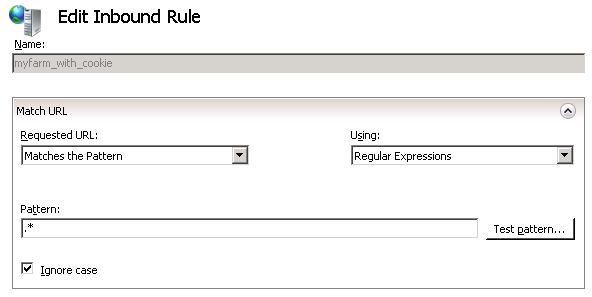 Edit Inbound Rule
Name:
myfarm_with_cookie
Match URL
Requested URL: Using:
Matches the Pattern Regular Expressions
Pattern:
.* Test pattern...
Ignore case